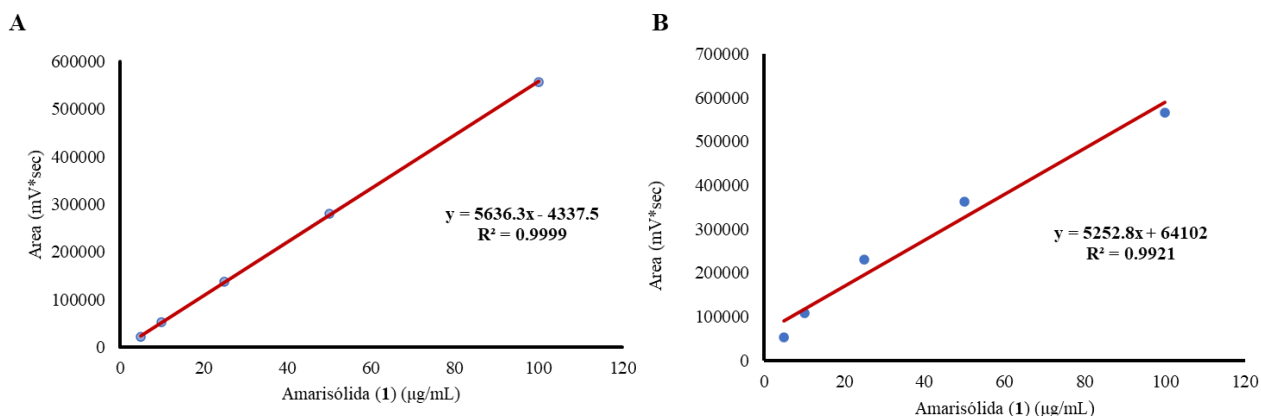 A
Area (mV*sec)
600000
500000
400000
300000
200000
100000
0
y = 5636.3x - 4337.5
R² = 0.9999
0 20 40 60 80 100 120
Amarisólida (1) (µg/mL)
B
Area (mV*sec)
700000
600000
500000
400000
300000
200000
100000
0
y = 5252.8x + 64102
R² = 0.9921
0 20 40 60 80 100 120
Amarisólida (1) (µg/mL)